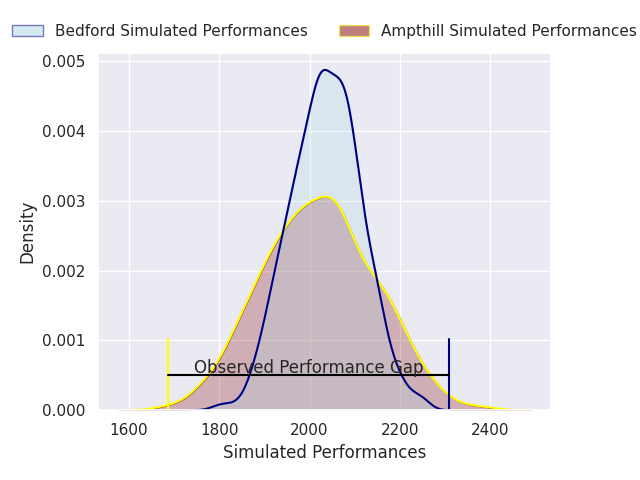 Bedford Simulated Performances
Ampthill Simulated Performances
0.005
0.004
0.003
0.002
0.001
0.000
Density
Observed Performance Gap
1600 1800 2000 2200 2400
Simulated Performances